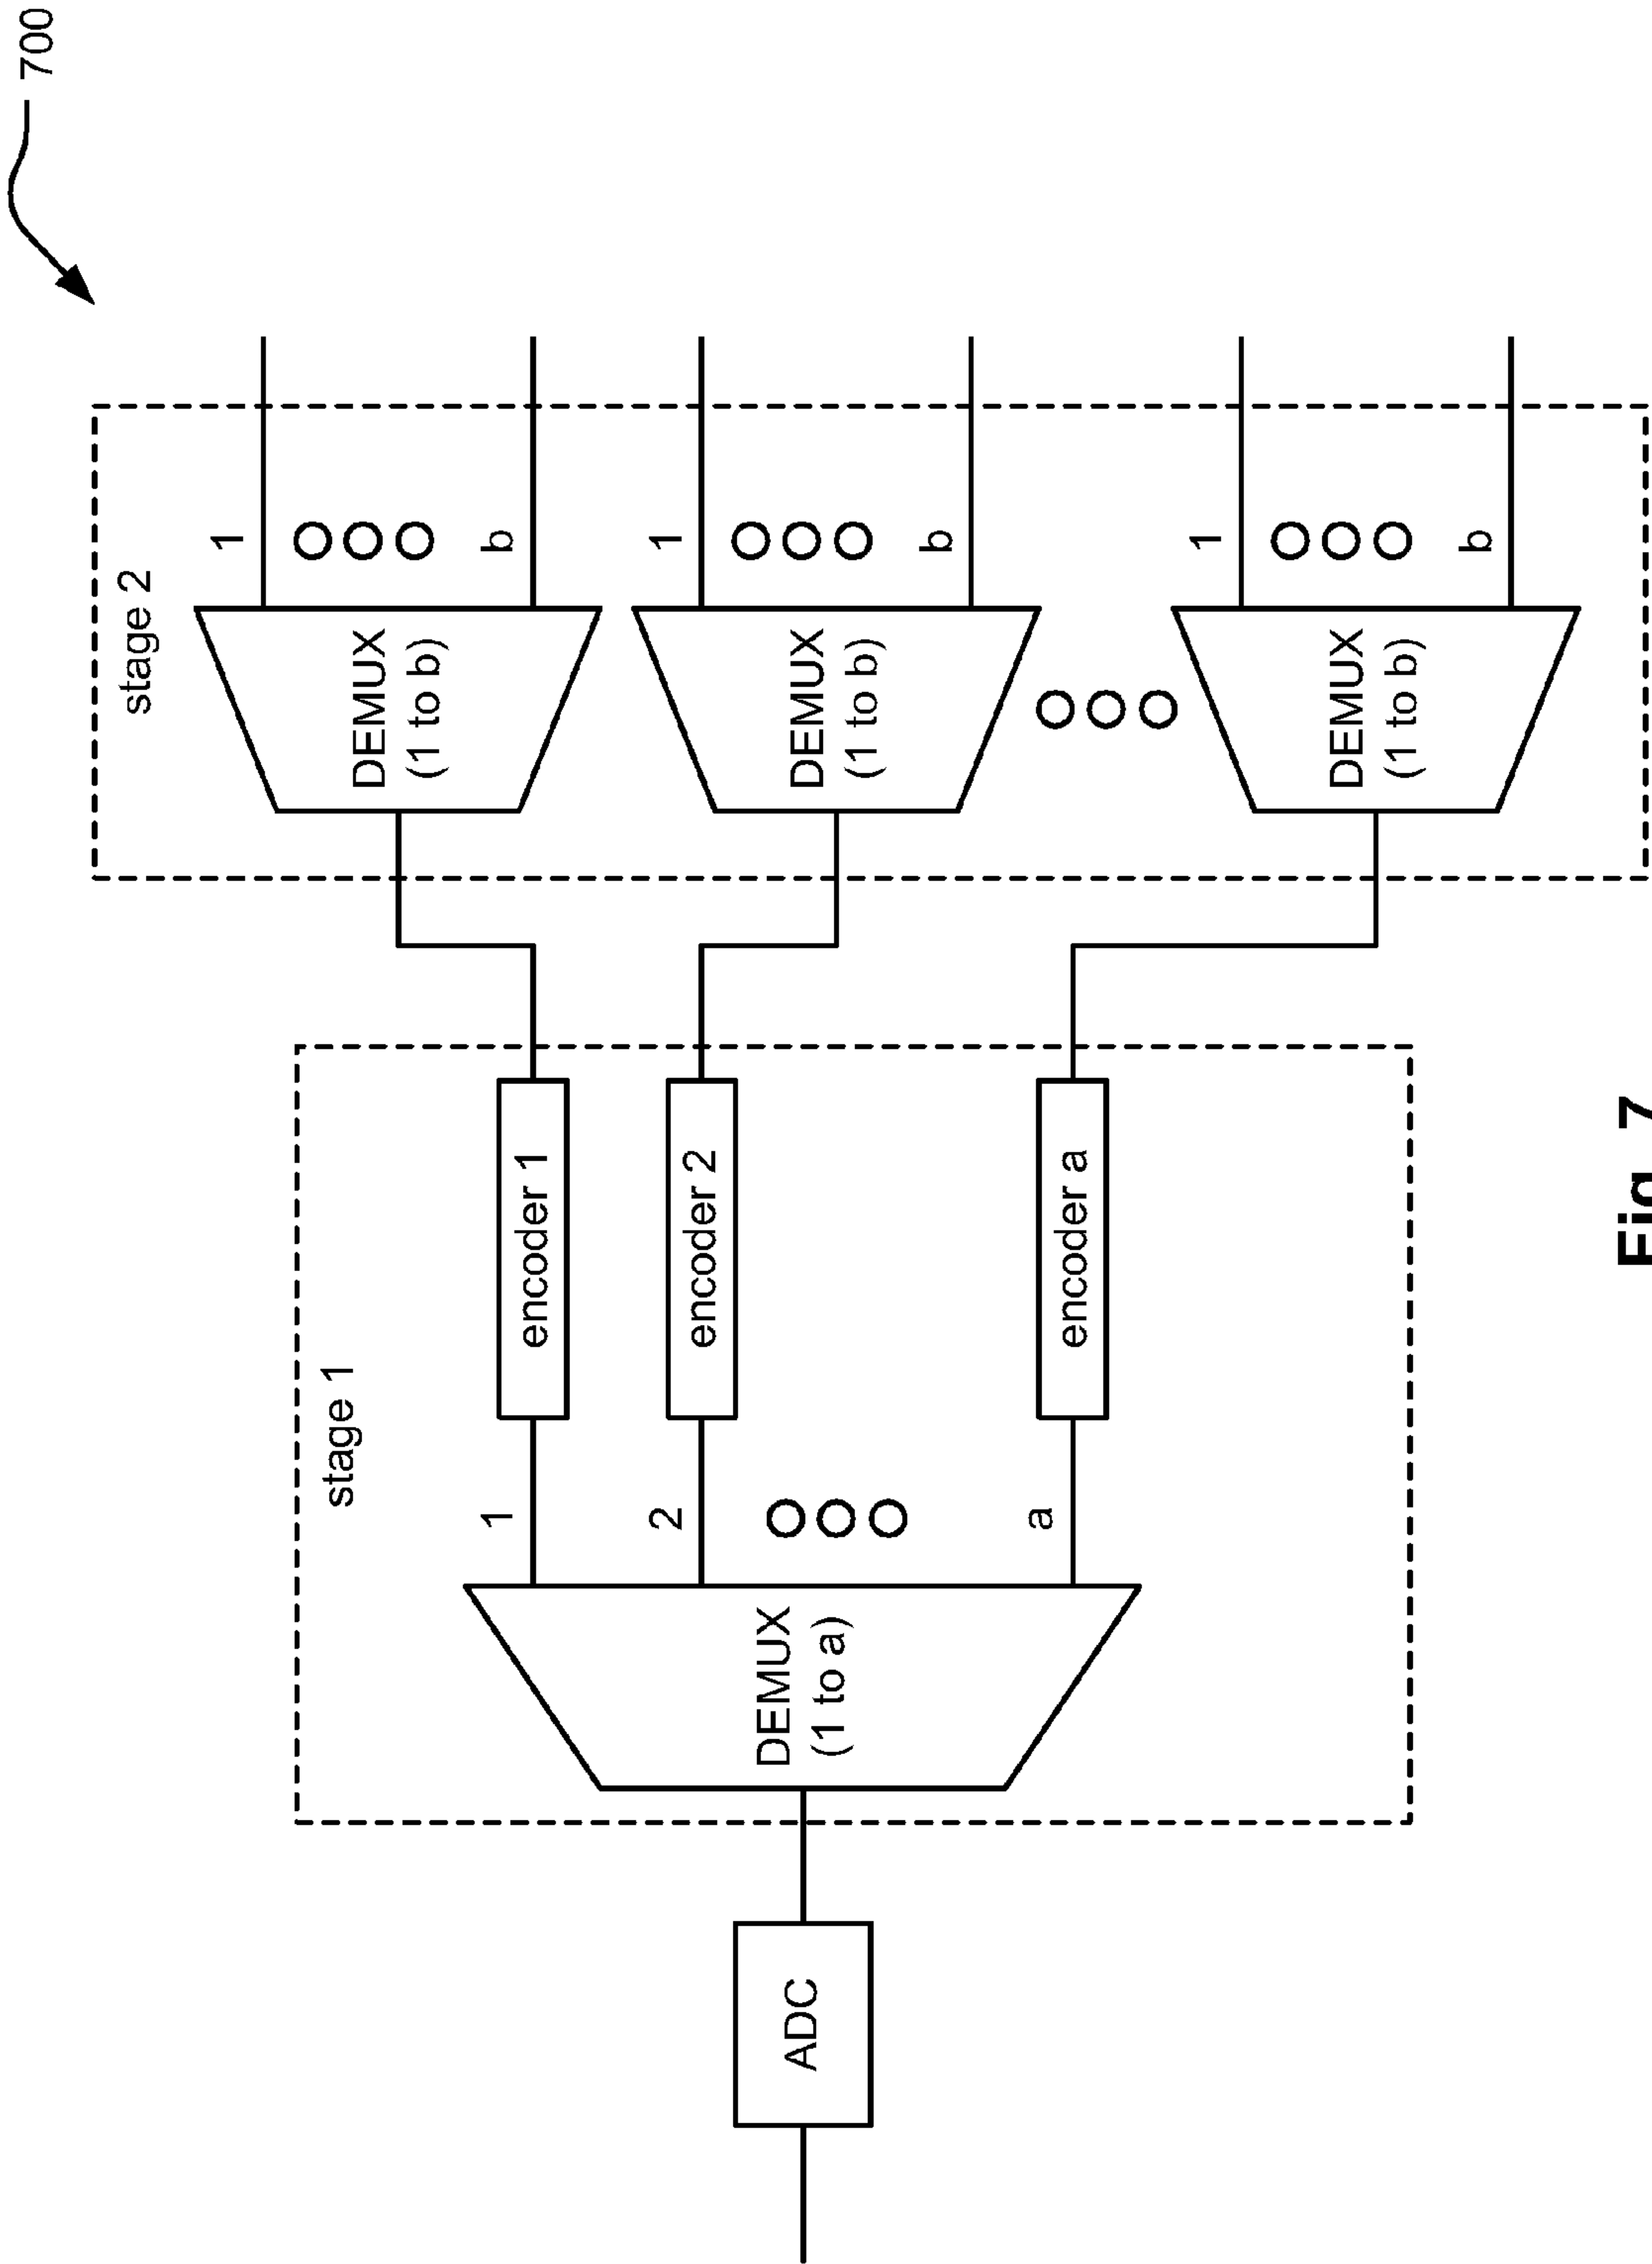 700
stage 2
DEMUX
(1 to b)
1
b
DEMUX
(1 to b)
1
b
DEMUX
(1 to b)
1
b
stage 1
ADC
DEMUX
(1 to a)
1
encoder 1
2
encoder 2
a
encoder a
Fig. 7